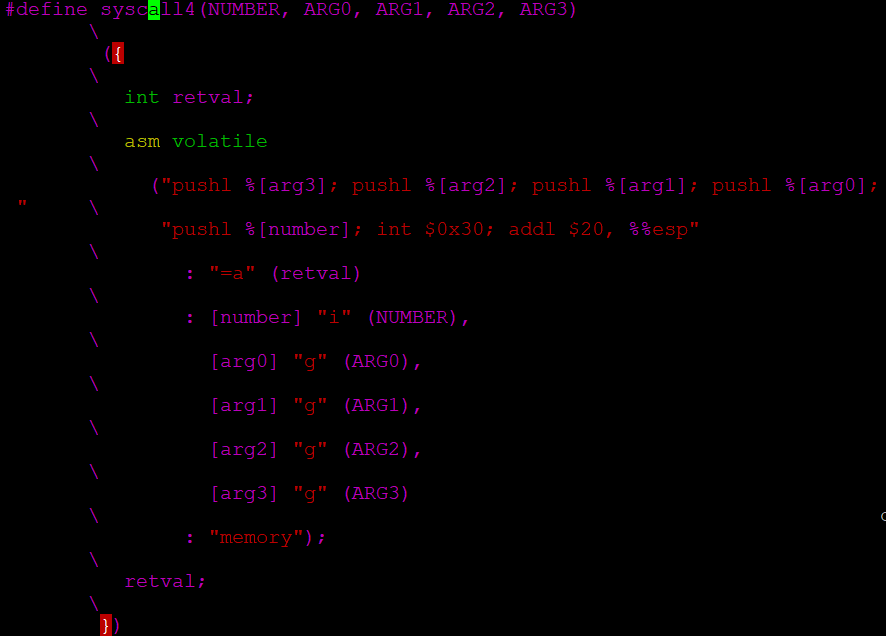 #define syscall4(NUMBER, ARG0, ARG1, ARG2, ARG3)
\
({
\
int retval;
\
asm volatile
\
("pushl %[arg3]; pushl %[arg2]; pushl %[arg1]; pushl %[arg0];
" \
"pushl %[number]; int $0x30; addl $20, %%esp"
\
: "=a" (retval)
\
: [number] "i" (NUMBER),
\
[arg0] "g" (ARG0),
\
[arg1] "g" (ARG1),
\
[arg2] "g" (ARG2),
\
[arg3] "g" (ARG3)
\
: "memory");
\
retval;
\
})